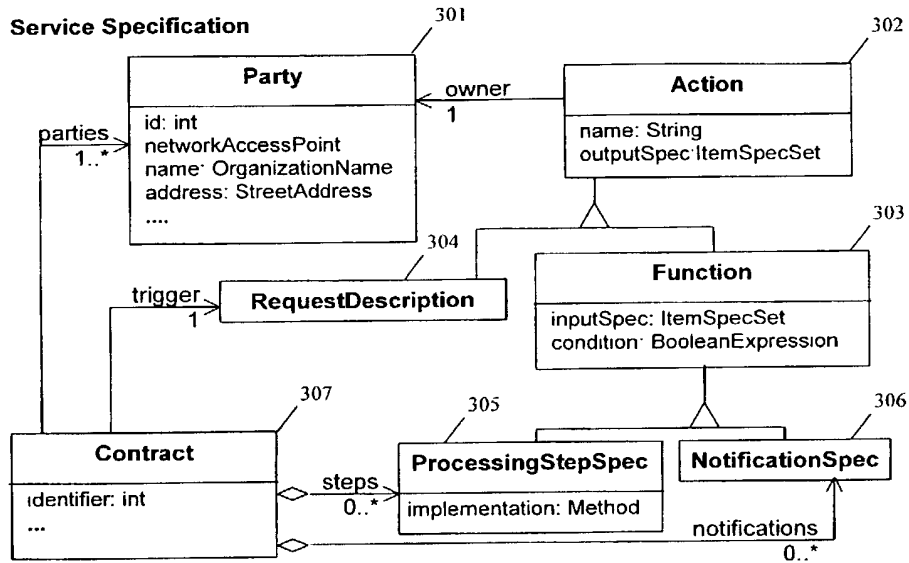 Service Specification
301
Party
id: int
networkAccessPoint
name: OrganizationName
address: StreetAddress
....
302
Action
name: String
outputSpec:ItemSpecSet
owner
1
parties
1..*
303
Function
inputSpec: ItemSpecSet
condition: BooleanExpression
304
RequestDescription
trigger
1
307
Contract
identifier: int
...
305
ProcessingStepSpec
implementation: Method
306
NotificationSpec
steps
0..*
notifications
0..*